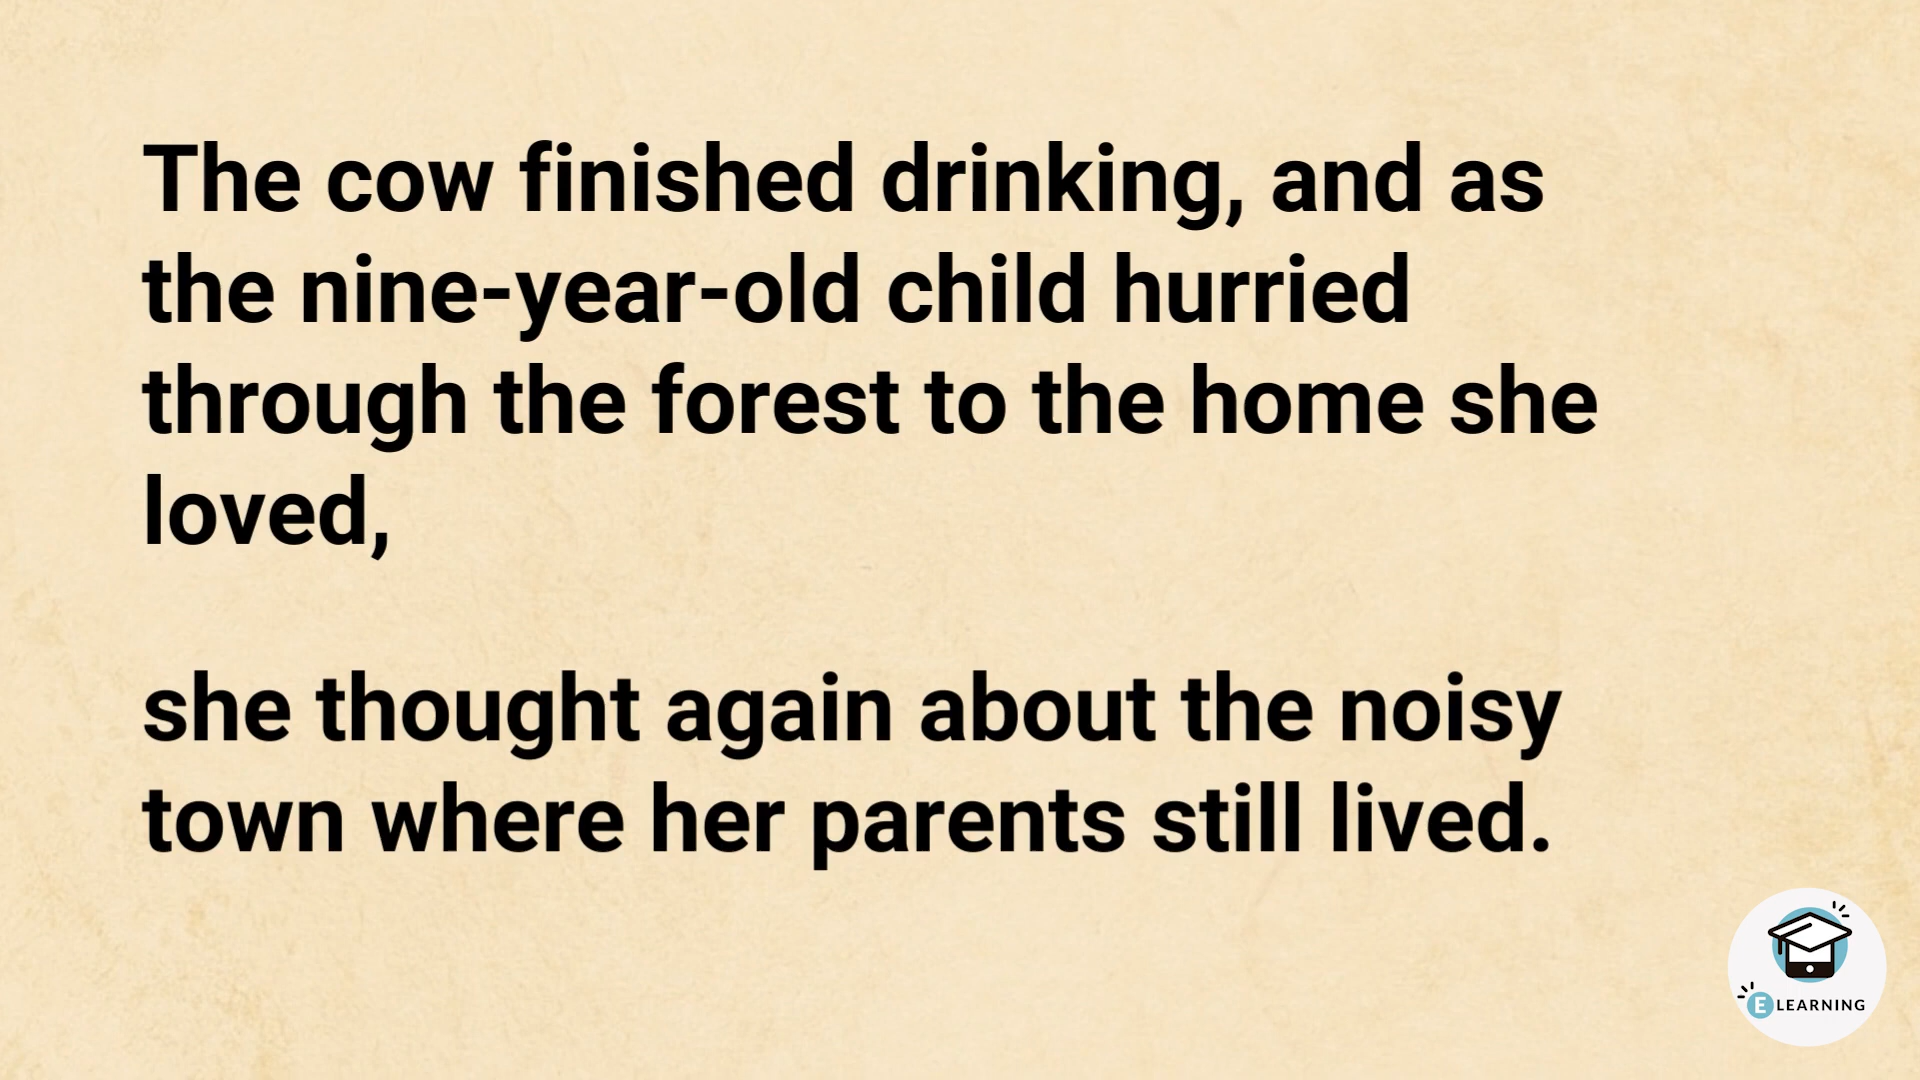 The cow finished drinking, and as
the nine-year-old child hurried
through the forest to the home she
loved,
she thought again about the noisy
town where her parents still lived.
E LEARNING